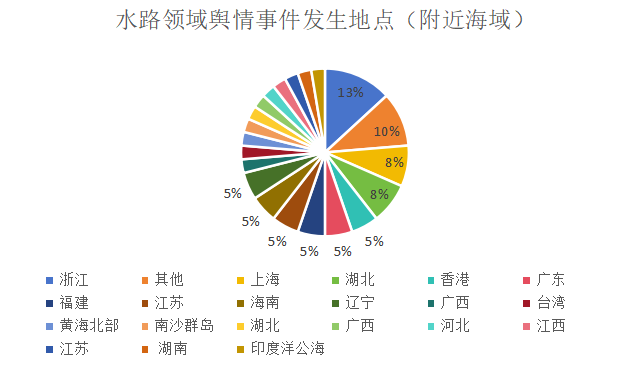 水路领域舆情事件发生地点（附近海域）
13%
10%
8%
8%
5%
5%
5%
5%
5%
5%
5%
浙江 其他 上海 湖北 香港 广东
福建 江苏 海南 辽宁 广西 台湾
黄海北部 南沙群岛 湖北 广西 河北 江西
江苏 湖南 印度洋公海